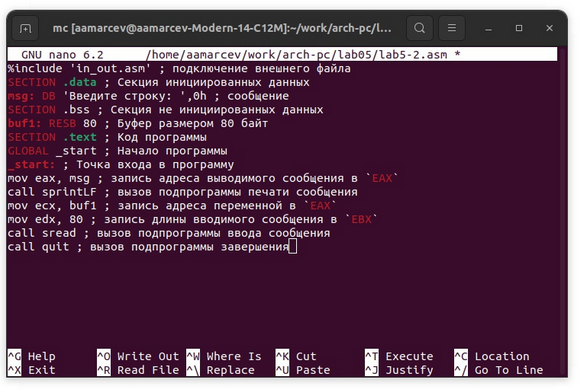 mc [aamarcev@aamarcev-Modern-14-C12M]:~/work/arch-pc/l...
GNU nano 6.2 /home/aamarcev/work/arch-pc/lab05/lab5-2.asm *
%include 'in_out.asm' ; подключение внешнего файла
SECTION .data ; Секция инициированных данных
msg: DB 'Введите строку: ',0h ; сообщение
SECTION .bss ; Секция не инициированных данных
buf1: RESB 80 ; Буфер размером 80 байт
SECTION .text ; Код программы
GLOBAL _start ; Начало программы
_start: ; Точка входа в программу
mov eax, msg ; запись адреса выводимого сообщения в `EAX`
call sprintLF ; вызов подпрограммы печати сообщения
mov ecx, buf1 ; запись адреса переменной в `EAX`
mov edx, 80 ; запись длины вводимого сообщения в `EBX`
call sread ; вызов подпрограммы ввода сообщения
call quit ; вызов подпрограммы завершения
^G Help ^O Write Out ^W Where Is ^K Cut ^T Execute ^C Location
^X Exit ^R Read File ^\ Replace ^U Paste ^J Justify ^/ Go To Line